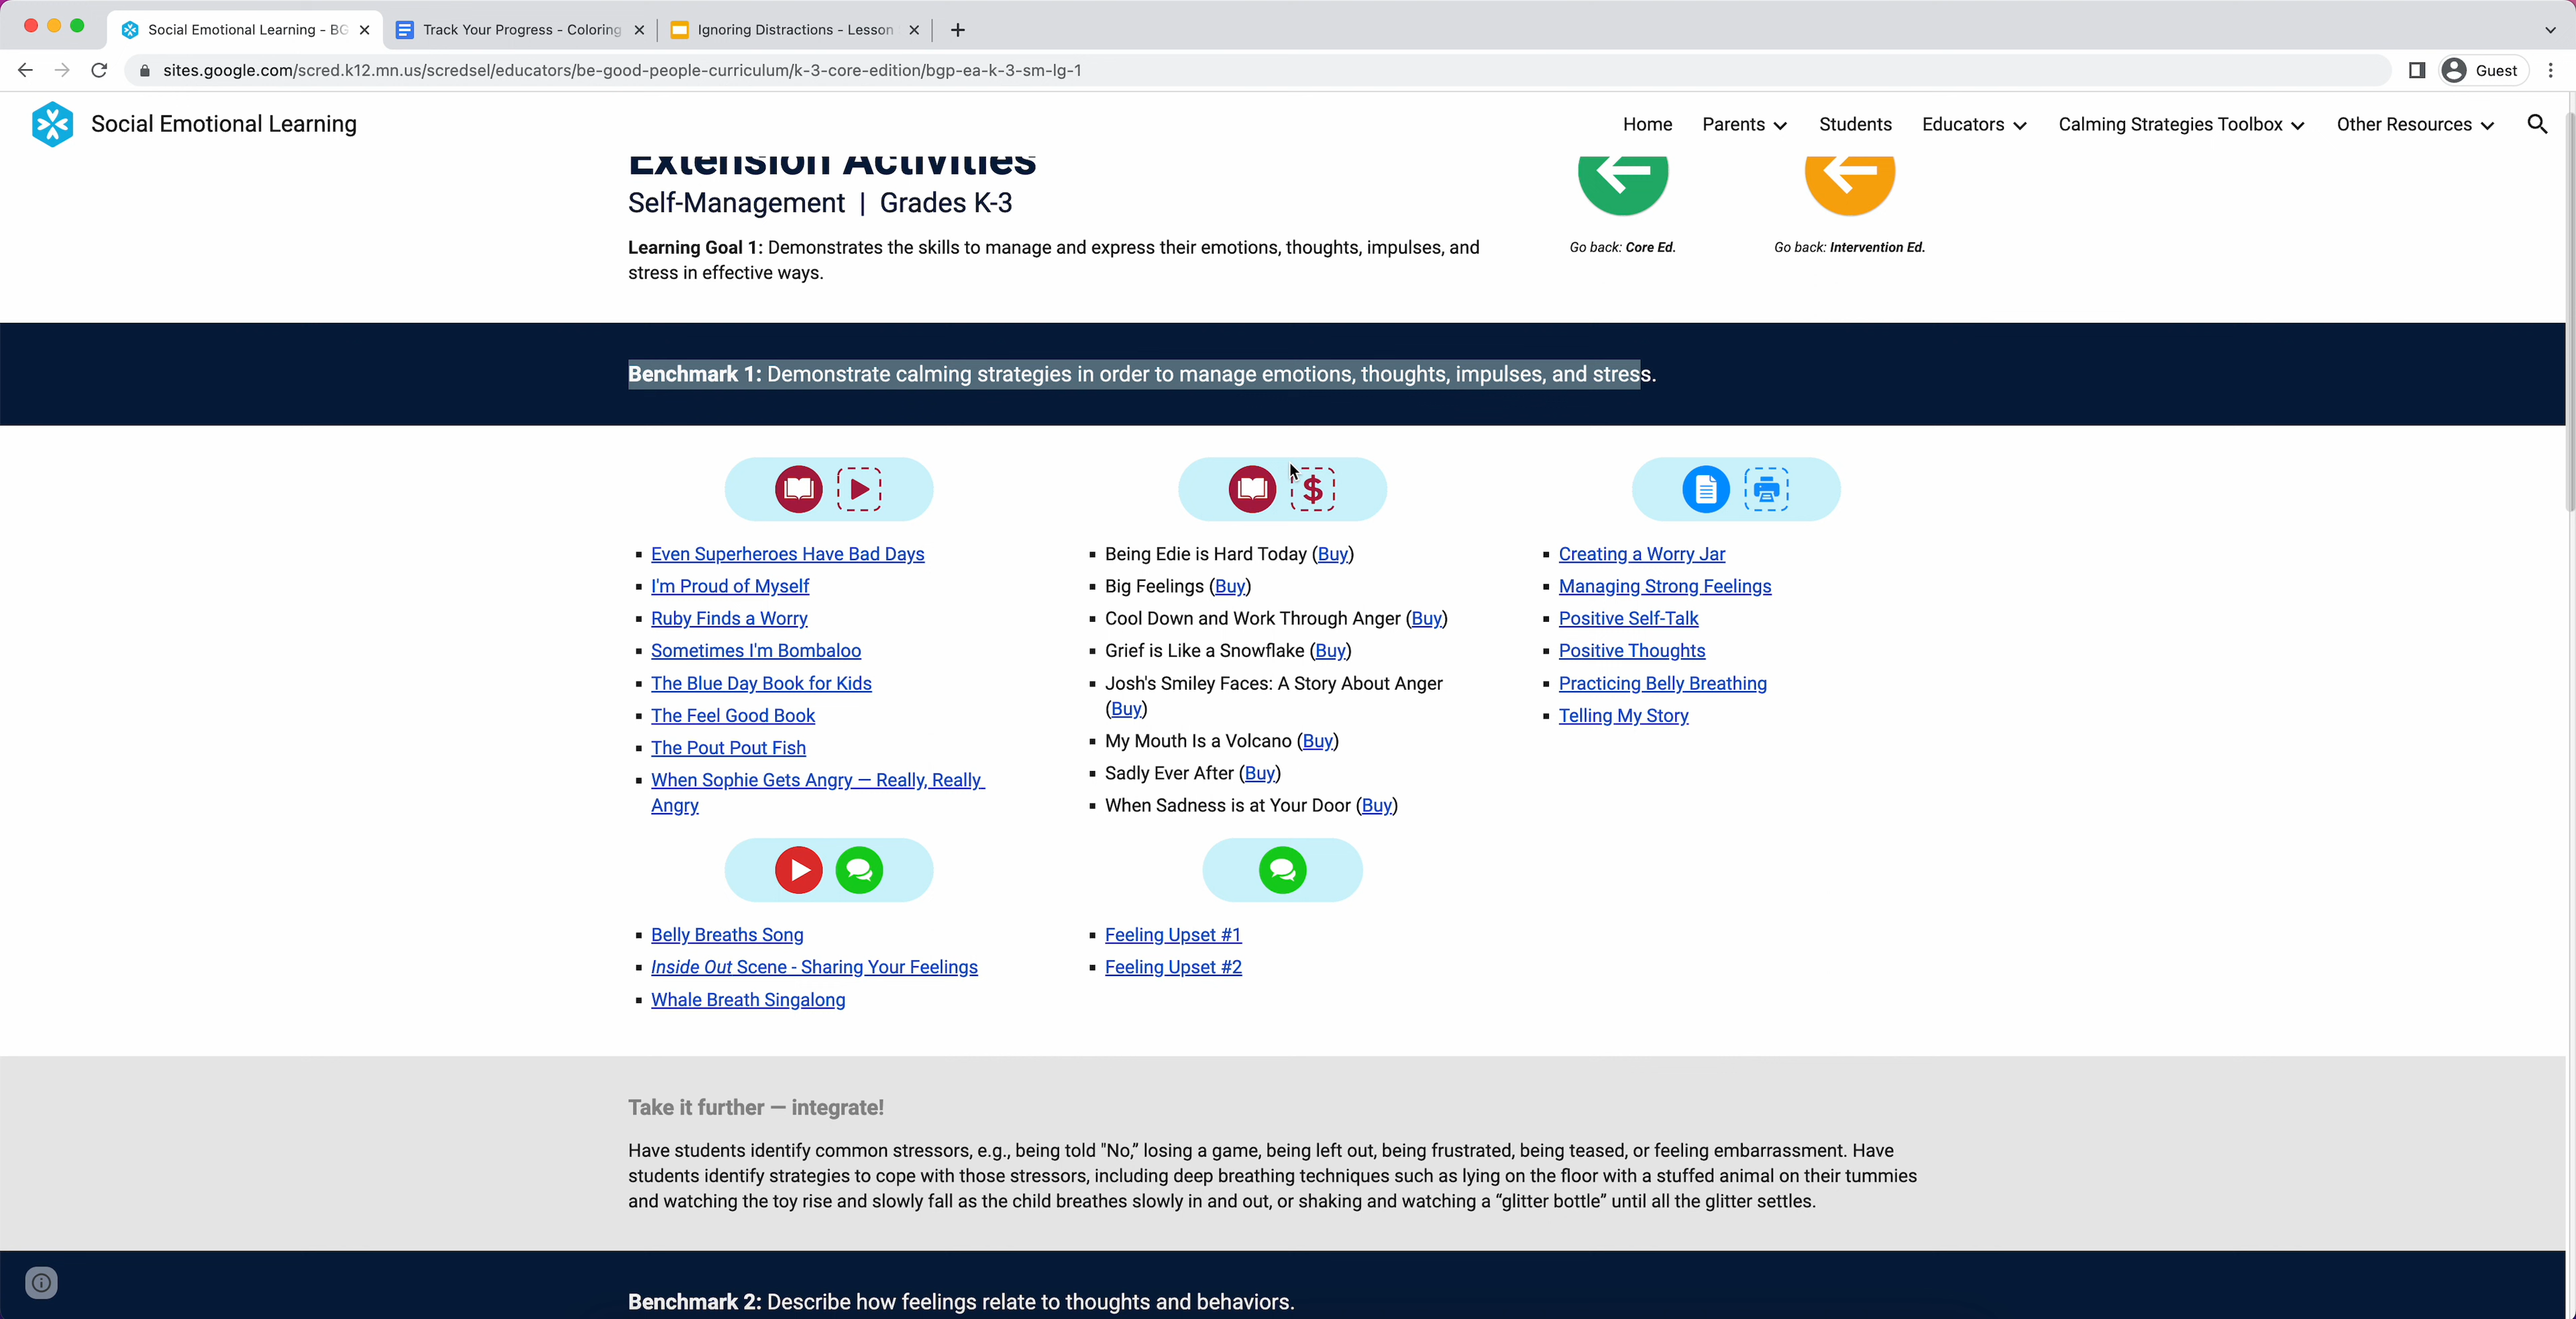 Social Emotional Learning - BG
Track Your Progress - Coloring
Ignoring Distractions - Lesson
sites.google.com/scred.k12.mn.us/scredsel/educators/be-good-people-curriculum/k-3-core-edition/bgp-ea-k-3-sm-lg-1
Guest
Social Emotional Learning
Home
Parents
Students
Educators
Calming Strategies Toolbox
Other Resources
Extension Activities
Self-Management | Grades K-3
Learning Goal 1: Demonstrates the skills to manage and express their emotions, thoughts, impulses, and
stress in effective ways.
Go back: Core Ed.
Go back: Intervention Ed.
Benchmark 1: Demonstrate calming strategies in order to manage emotions, thoughts, impulses, and stress.
Even Superheroes Have Bad Days
I'm Proud of Myself
Ruby Finds a Worry
Sometimes I'm Bombaloo
The Blue Day Book for Kids
The Feel Good Book
The Pout Pout Fish
When Sophie Gets Angry — Really, Really
Angry
$
Being Edie is Hard Today (Buy)
Big Feelings (Buy)
Cool Down and Work Through Anger (Buy)
Grief is Like a Snowflake (Buy)
Josh's Smiley Faces: A Story About Anger
(Buy)
My Mouth Is a Volcano (Buy)
Sadly Ever After (Buy)
When Sadness is at Your Door (Buy)
Creating a Worry Jar
Managing Strong Feelings
Positive Self-Talk
Positive Thoughts
Practicing Belly Breathing
Telling My Story
Belly Breaths Song
Inside Out Scene - Sharing Your Feelings
Whale Breath Singalong
Feeling Upset #1
Feeling Upset #2
Take it further — integrate!
Have students identify common stressors, e.g., being told "No,” losing a game, being left out, being frustrated, being teased, or feeling embarrassment. Have
students identify strategies to cope with those stressors, including deep breathing techniques such as lying on the floor with a stuffed animal on their tummies
and watching the toy rise and slowly fall as the child breathes slowly in and out, or shaking and watching a “glitter bottle” until all the glitter settles.
Benchmark 2: Describe how feelings relate to thoughts and behaviors.